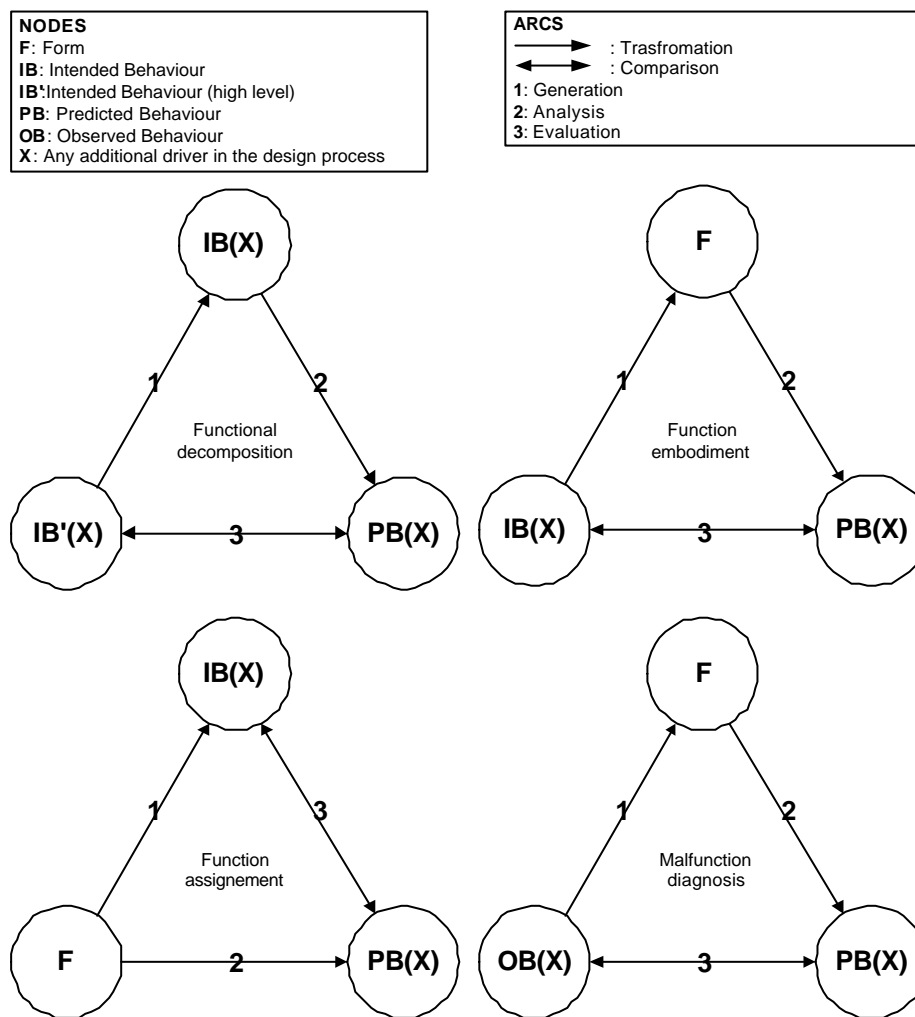 NODES
F: Form
IB: Intended Behaviour
IB':Intended Behaviour (high level)
PB: Predicted Behaviour
OB: Observed Behaviour
X: Any additional driver in the design process
ARCS
: Trasfromation
: Comparison
1: Generation
2: Analysis
3: Evaluation
IB(X)
1
2
Functional
decomposition
IB'(X)
3
PB(X)
F
1
2
Function
embodiment
IB(X)
3
PB(X)
IB(X)
1
3
Function
assignement
F
2
PB(X)
F
1
2
Malfunction
diagnosis
OB(X)
3
PB(X)